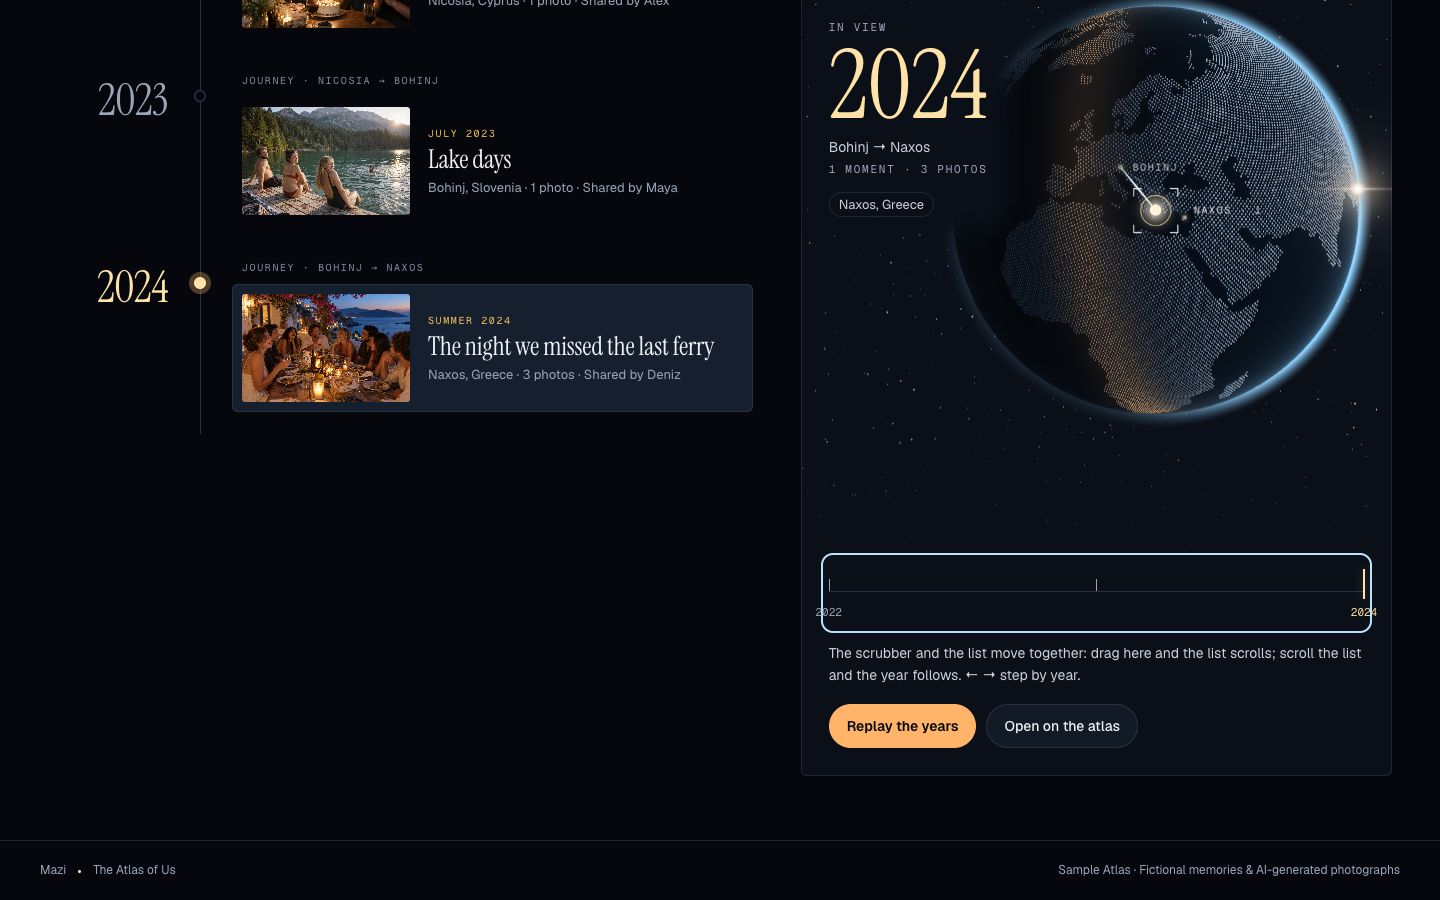 Nicosia, Cyprus · 1 photo · Shared by Alex
2023
JOURNEY · NICOSIA → BOHINJ
JULY 2023
Lake days
Bohinj, Slovenia · 1 photo · Shared by Maya
2024
JOURNEY · BOHINJ → NAXOS
SUMMER 2024
The night we missed the last ferry
Naxos, Greece · 3 photos · Shared by Deniz
IN VIEW
2024
Bohinj → Naxos
1 MOMENT · 3 PHOTOS
Naxos, Greece
BOHINJ
NAXOS 1
2022
2024
The scrubber and the list move together: drag here and the list scrolls; scroll the list
and the year follows. ← → step by year.
Replay the years
Open on the atlas
Mazi • The Atlas of Us
Sample Atlas · Fictional memories & AI-generated photographs